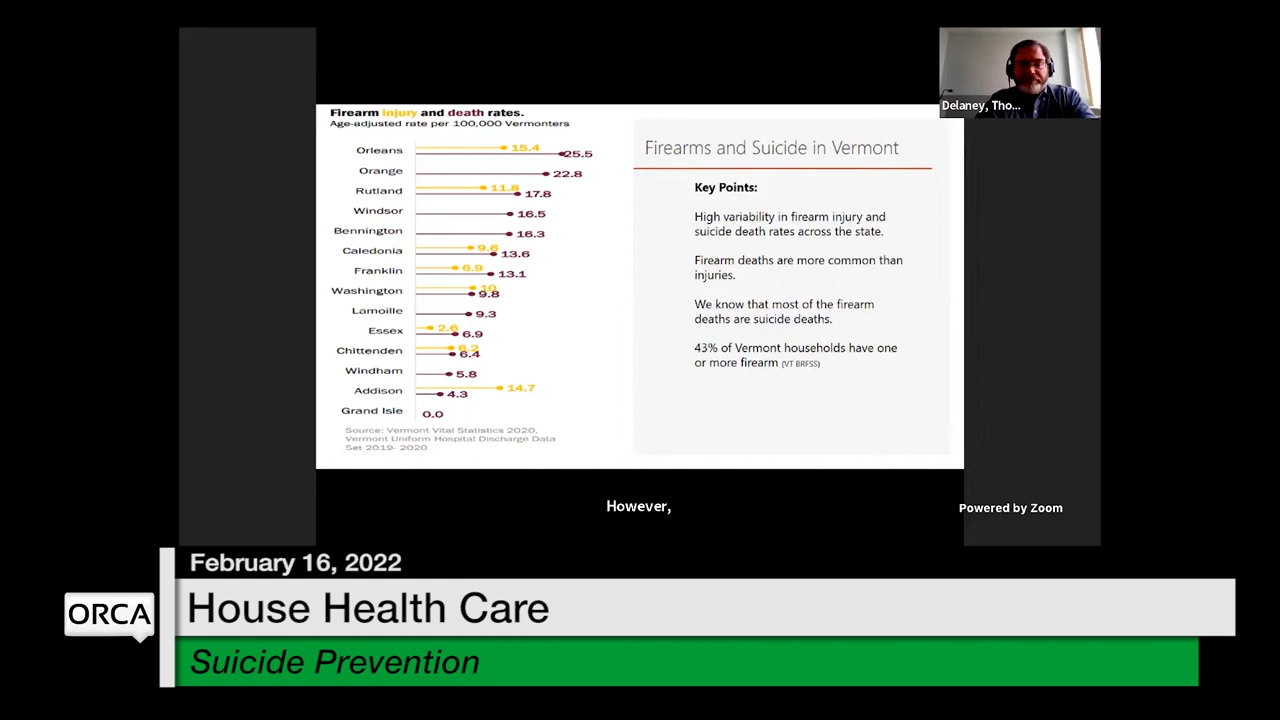 Delaney, Tho...
Firearm injury and death rates.
Age-adjusted rate per 100,000 Vermonters
Orleans 15.4
25.5
Orange 22.8
Rutland 11.8
17.8
Windsor 16.5
Bennington 16.3
Caledonia 9.6
13.6
Franklin 6.9
13.1
Washington 10
9.8
Lamoille 9.3
Essex 2.6
6.9
Chittenden 6.2
6.4
Windham 5.8
Addison 14.7
4.3
Grand Isle 0.0
Source: Vermont Vital Statistics 2020,
Vermont Uniform Hospital Discharge Data
Set 2019- 2020
Firearms and Suicide in Vermont
Key Points:
High variability in firearm injury and
suicide death rates across the state.
Firearm deaths are more common than
injuries.
We know that most of the firearm
deaths are suicide deaths.
43% of Vermont households have one
or more firearm (VT BRFSS)
However,
Powered by Zoom
February 16, 2022
ORCA
House Health Care
Suicide Prevention